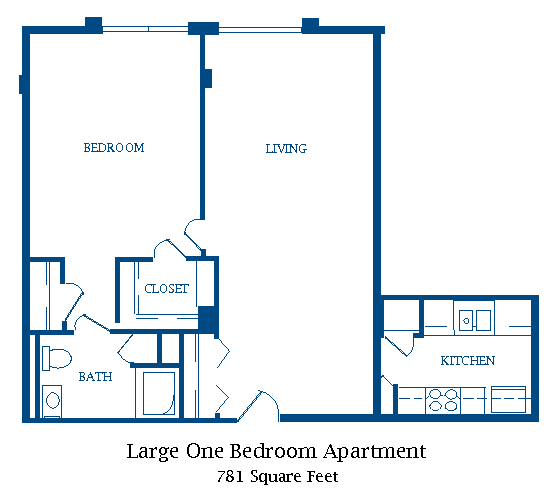 BEDROOM
LIVING
CLOSET
KITCHEN
BATH
Large One Bedroom Apartment
781 Square Feet